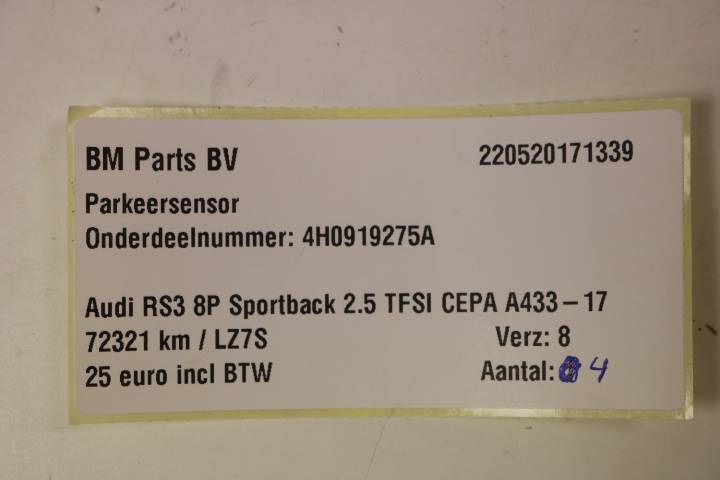 BM Parts BV 220520171339
Parkeersensor
Onderdeelnummer: 4H0919275A
Audi RS3 8P Sportback 2.5 TFSI CEPA A433-17
72321 km / LZ7S Verz: 8
25 euro incl BTW Aantal: 4